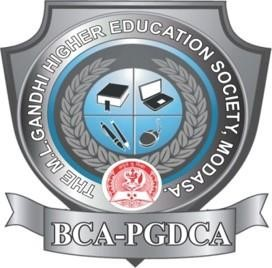 THE M.L.GANDHI HIGHER EDUCATION SOCIETY, MODASA.
BCA-PGDCA